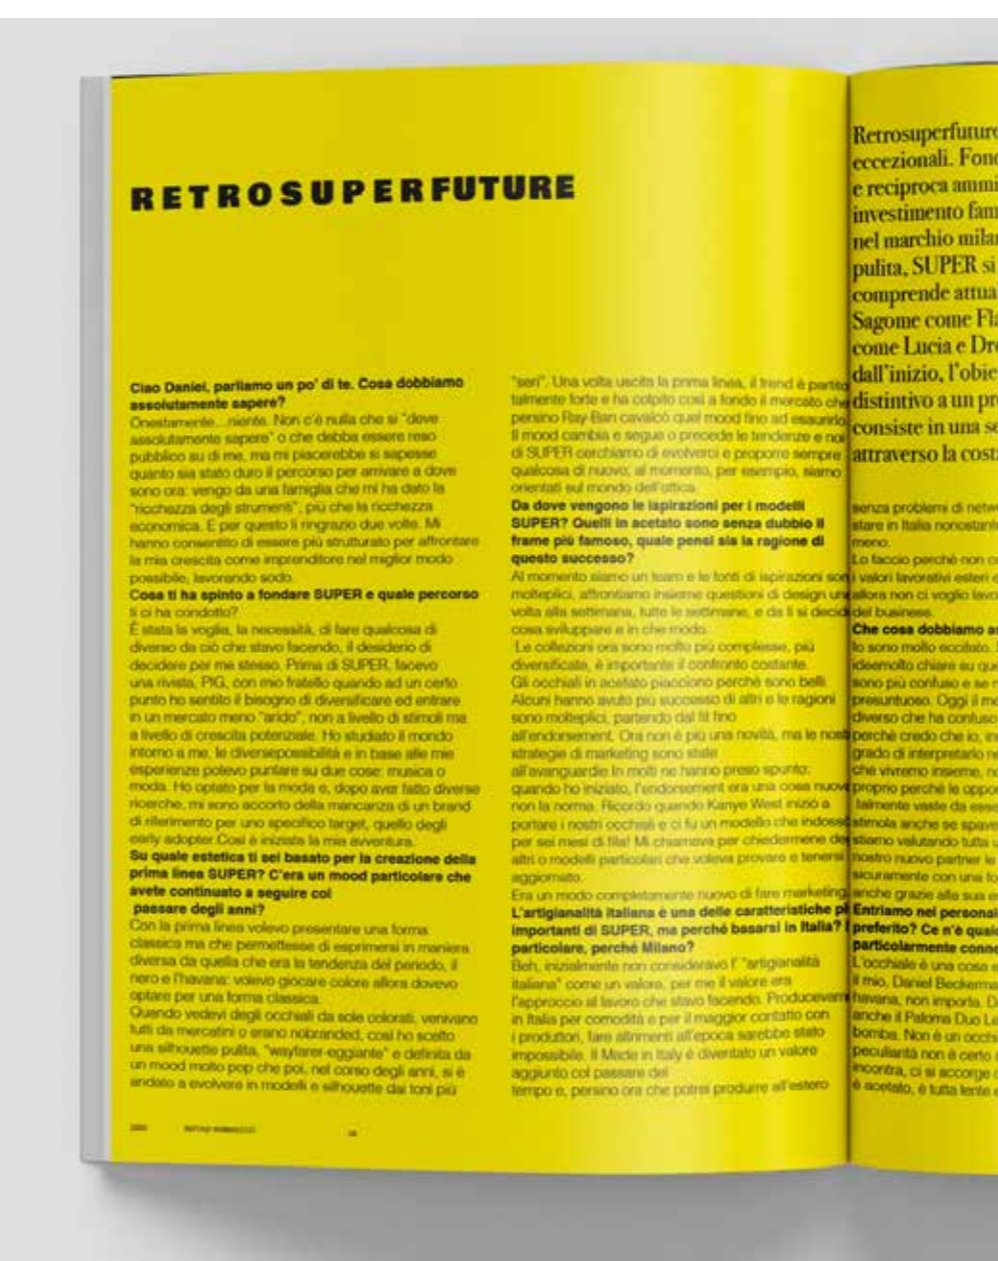 RETROSUPERFUTURE
Ciao Daniel, parliamo un po' di te. Cosa dobbiamo
assolutamente sapere?
Onestamente...niente. Non c'è nulla che si "deve
assolutamente sapere" o che debba essere reso
pubblico su di me, ma mi piacerebbe si sapesse
quanto sia stato duro il percorso per arrivare a dove
sono ora: vengo da una famiglia che mi ha dato la
"ricchezza degli strumenti", più che la ricchezza
economica. E per questo li ringrazio due volte. Mi
hanno consentito di essere più strutturato per affrontare
la mia crescita come imprenditore nel miglior modo
possibile, lavorando sodo.
Cosa ti ha spinto a fondare SUPER e quale percorso
ti ci ha condotto?
È stata la voglia, la necessità, di fare qualcosa di
diverso da ciò che stavo facendo, il desiderio di
decidere per me stesso. Prima di SUPER, facevo
una rivista, PIG, con mio fratello quando ad un certo
punto ho sentito il bisogno di diversificare ed entrare
in un mercato meno "arido", non a livello di stimoli ma
a livello di crescita potenziale. Ho studiato il mondo
intorno a me, le diversepossibilità e in base alle mie
esperienze potevo puntare su due cose: musica o
moda. Ho optato per la moda e, dopo aver fatto diverse
ricerche, mi sono accorto della mancanza di un brand
di riferimento per uno specifico target, quello degli
early adopter.Così è iniziata la mia avventura.
Su quale estetica ti sei basato per la creazione della
prima linea SUPER? C'era un mood particolare che
avete continuato a seguire col
passare degli anni?
Con la prima linea volevo presentare una forma
classica ma che permettesse di esprimersi in maniera
diversa da quella che era la tendenza del periodo, il
nero e l'havana: volevo giocare colore allora dovevo
optare per una forma classica.
Quando vedevi degli occhiali da sole colorati, venivano
tutti da mercatini o erano nobranded, così ho scelto
una silhouette pulita, "wayfarer-eggiante" e definita da
un mood molto pop che poi, nel corso degli anni, si è
andato a evolvere in modelli e silhouette dai toni più
"seri". Una volta uscita la prima linea, il trend è partito
talmente forte e ha colpito così a fondo il mercato che
persino Ray-Ban cavalcò quel mood fino ad esaurirlo
Il mood cambia e segue o precede le tendenze e noi
di SUPER cerchiamo di evolverci e proporre sempre
qualcosa di nuovo; al momento, per esempio, siamo
orientati sul mondo dell'ottica.
Da dove vengono le ispirazioni per i modelli
SUPER? Quelli in acetato sono senza dubbio il
frame più famoso, quale pensi sia la ragione di
questo successo?
Al momento siamo un team e le fonti di ispirazioni son
molteplici, affrontiamo insieme questioni di design una
volta alla settimana, tutte le settimane, e da lì si decide
cosa sviluppare e in che modo.
Le collezioni ora sono molto più complesse, più
diversificate, è importante il confronto costante.
Gli occhiali in acetato piacciono perchè sono belli.
Alcuni hanno avuto più successo di altri e le ragioni
sono molteplici, partendo dal fit fino
all'endorsement. Ora non è più una novità, ma le nost
strategie di marketing sono state
all'avanguardie In molti ne hanno preso spunto:
quando ho iniziato, l'endorsement era una cosa nuova
non la norma. Ricordo quando Kanye West iniziò a
portare i nostri occhiali e ci fu un modello che indossò
per sei mesi di fila! Mi chiamava per chiedermene deg
altri o modelli particolari che voleva provare e tenersi
aggiornato.
Era un modo completamente nuovo di fare marketing.
L'artigianalità italiana è una delle caratteristiche pi
importanti di SUPER, ma perché basarsi in Italia? I
particolare, perché Milano?
Beh, inizialmente non consideravo l' "artigianalità
italiana" come un valore, per me il valore era
l'approccio al lavoro che stavo facendo. Producevam
in Italia per comodità e per il maggior contatto con
i produttori, fare altrimenti all'epoca sarebbe stato
impossibile. Il Made in Italy è diventato un valore
aggiunto col passare del
tempo e, persino ora che potrei produrre all'estero
Retrosuperfuture
eccezionali. Fond
e reciproca ammi
investimento fam
nel marchio milan
pulita, SUPER si
comprende attua
Sagome come Fla
come Lucia e Dre
dall'inizio, l'obie
distintivo a un pr
consiste in una se
attraverso la costa
senza problemi di netw
stare in Italia nonostante
meno.
Lo faccio perchè non co
i valori lavorativi esteri e
allora non ci voglio lavo
del business.
Che cosa dobbiamo as
Io sono molto eccitato.
ideemolto chiare su que
sono più confuso e se n
presuntuoso. Oggi il me
diverso che ha confuso
perchè credo che io, ins
grado di interpretarlo ne
che vivremo insieme, no
proprio perché le oppor
talmente vaste da esse
stimola anche se spave
stiamo valutando tutta u
nostro nuovo partner le
sicuramente con una fo
anche grazie alla sua es
Entriamo nel personal
preferito? Ce n'è qualc
particolarmente conne
L'occhiale è una cosa
il mio, Daniel Beckerma
havana, non importa. D
anche il Paloma Duo Le
bomba. Non è un occhi
peculiarità non è certo
incontra, ci si accorge
è acetato, è tutta lente e